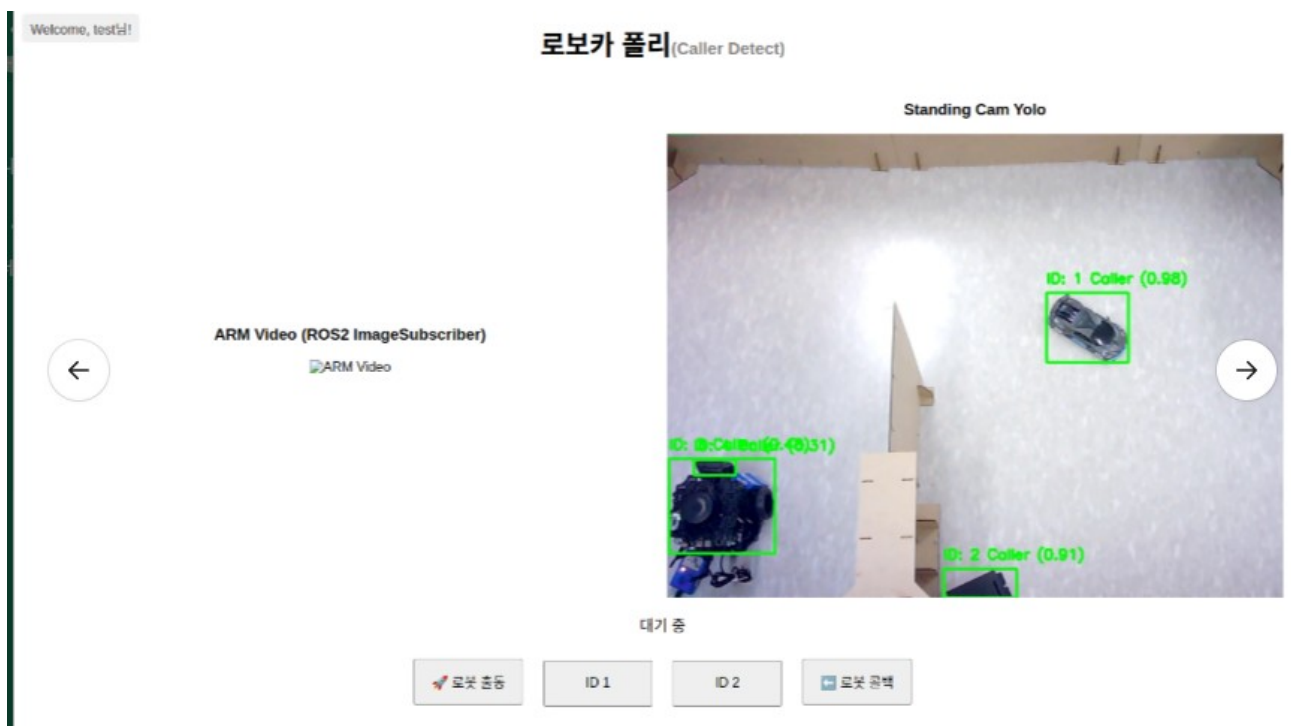 Welcome, test님!
로보카 폴리(Caller Detect)
Standing Cam Yolo
ID: 1 Caller (0.98)
ARM Video (ROS2 ImageSubscriber)
ARM Video
ID: 2 Caller (0.91)
대기 중
🚀 로봇 출동
ID 1
ID 2
⬅️ 로봇 콜백